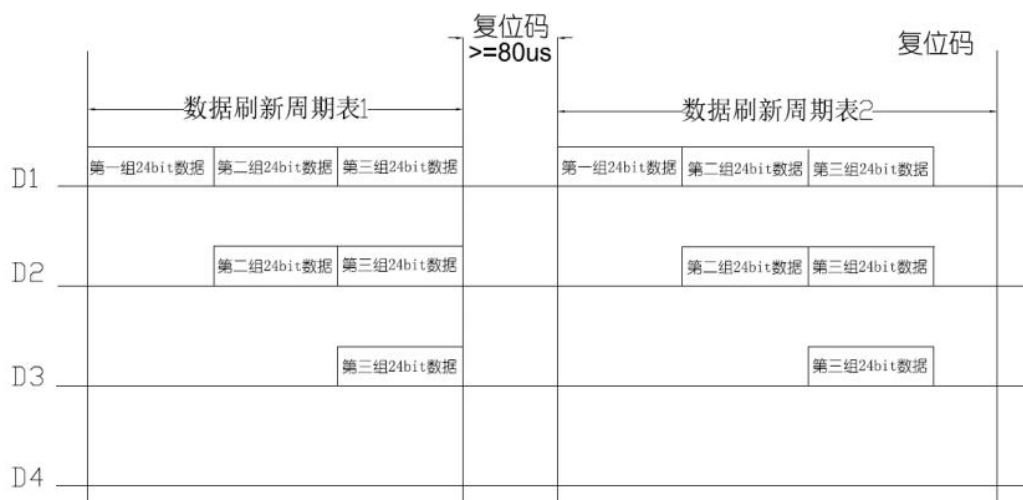 复位码
>=80us
复位码
数据刷新周期表1
数据刷新周期表2
D1
第一组24bit数据
第二组24bit数据
第三组24bit数据
第一组24bit数据
第二组24bit数据
第三组24bit数据
D2
第二组24bit数据
第三组24bit数据
第二组24bit数据
第三组24bit数据
D3
第三组24bit数据
第三组24bit数据
D4